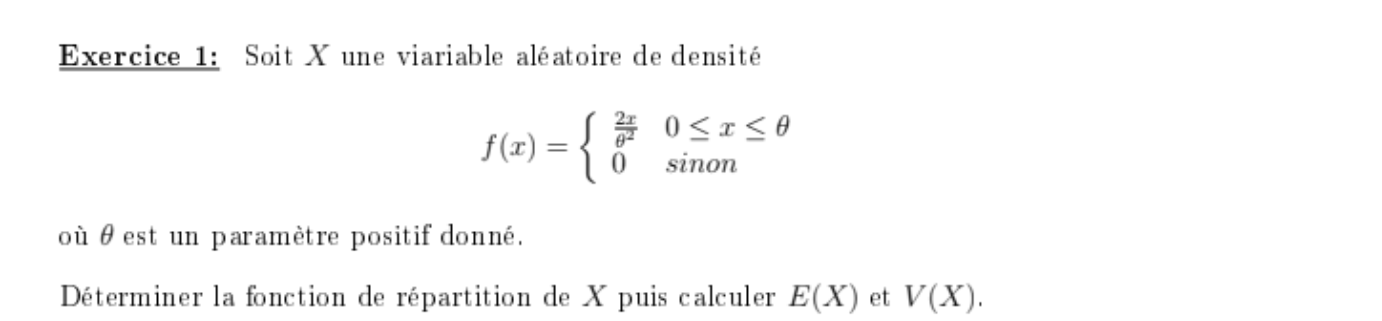 Exercice 1: Soit X une viariable aléatoire de densité
f(x) = { 2x/θ² 0 ≤ x ≤ θ
0 sinon
où θ est un paramètre positif donné.
Déterminer la fonction de répartition de X puis calculer E(X) et V(X).